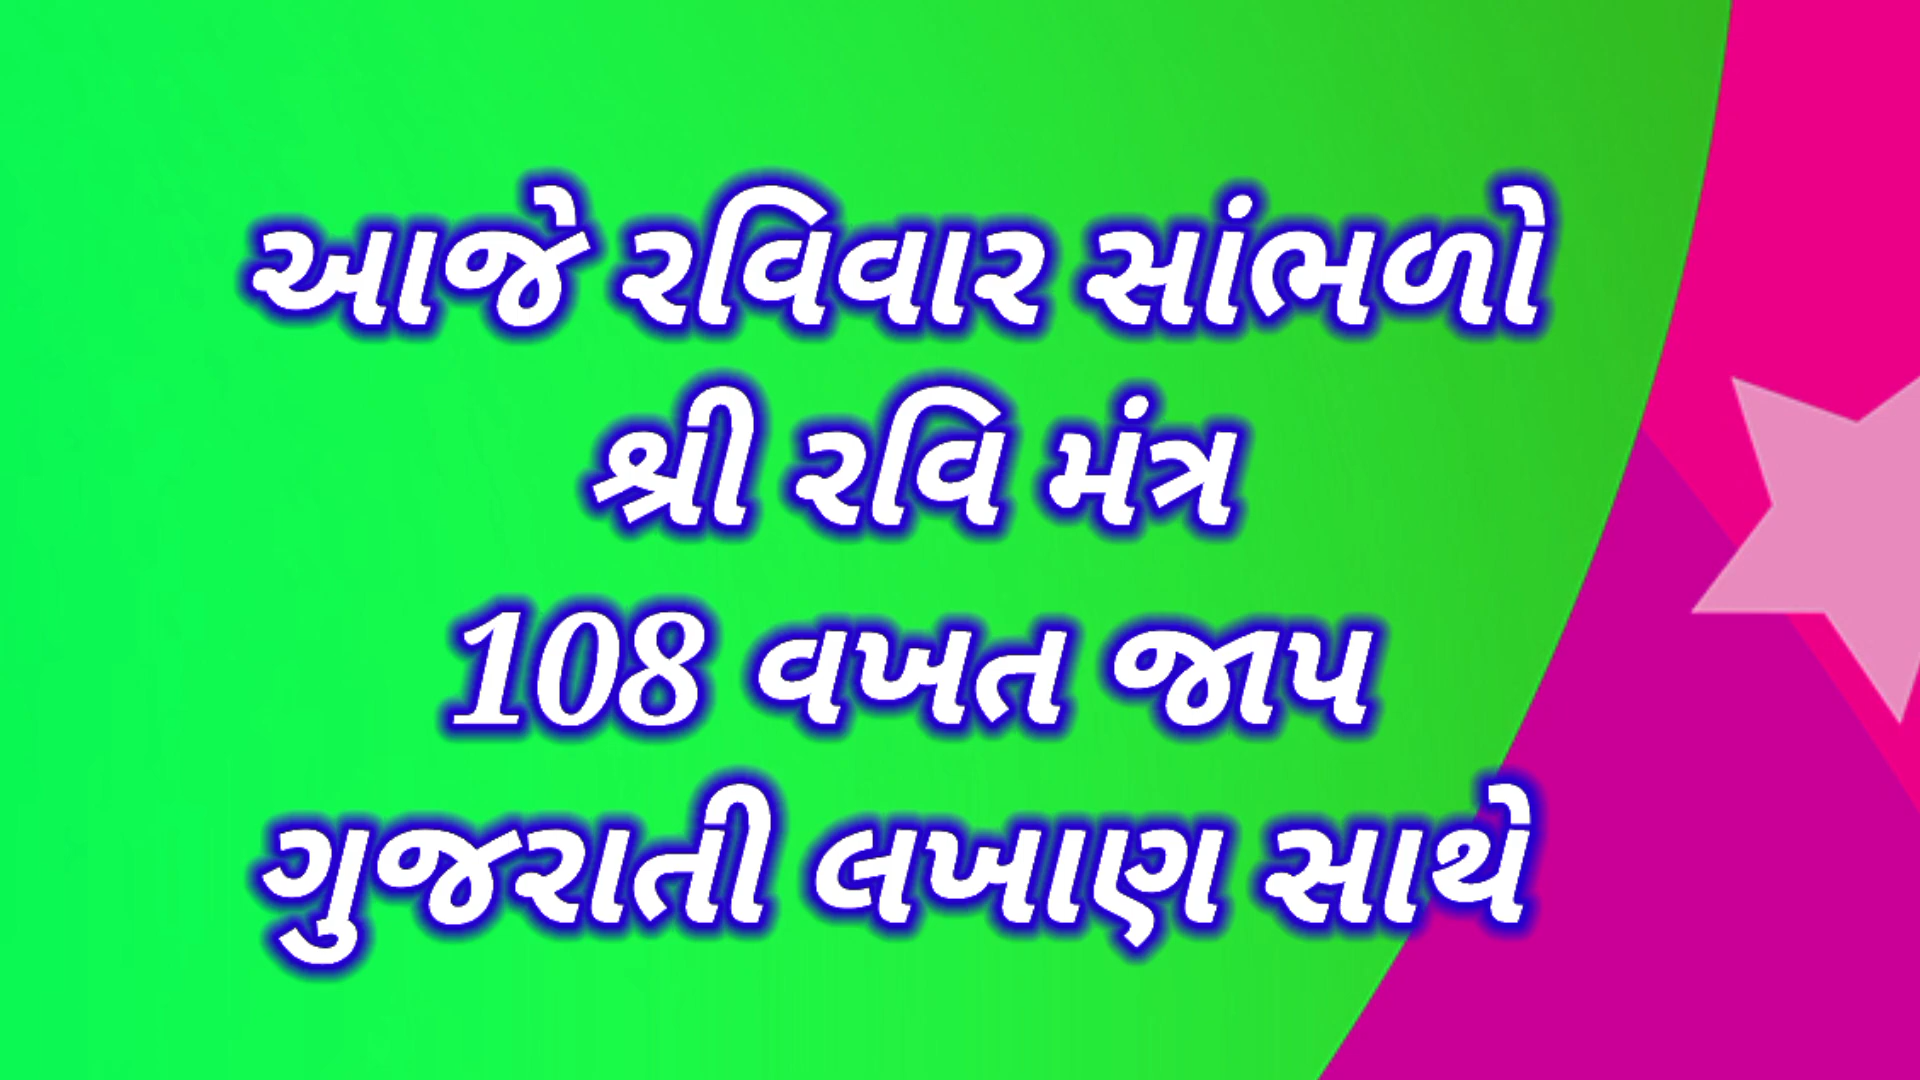 આજે રવિવાર સાંભળો
શ્રી રવિ મંત્ર
108 વખત જાપ
ગુજરાતી લખાણ સાથે